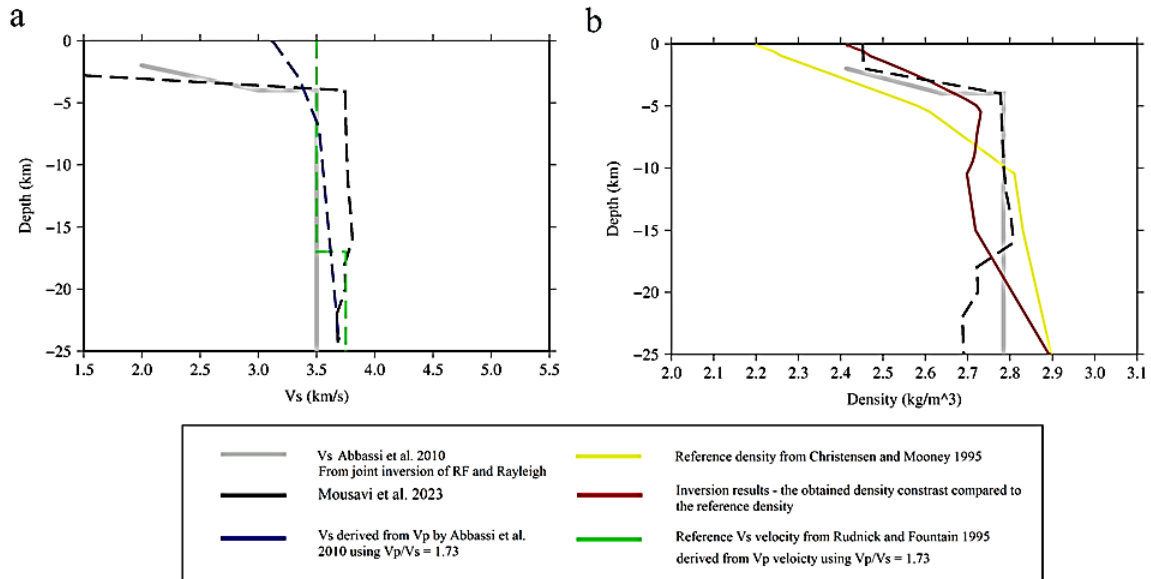 a
0
−5
−10
−15
−20
−25
Depth (km)
1.5 2.0 2.5 3.0 3.5 4.0 4.5 5.0 5.5
Vs (km/s)
b
0
−5
−10
−15
−20
−25
Depth (km)
2.0 2.1 2.2 2.3 2.4 2.5 2.6 2.7 2.8 2.9 3.0 3.1
Density (kg/m^3)
Vs Abbassi et al. 2010
From joint inversion of RF and Rayleigh
Mousavi et al. 2023
Vs derived from Vp by Abbassi et al.
2010 using Vp/Vs = 1.73
Reference density from Christensen and Mooney 1995
Inversion results - the obtained density constrast compared to
the reference density
Reference Vs velocity from Rudnick and Fountain 1995
derived from Vp veloicty using Vp/Vs = 1.73